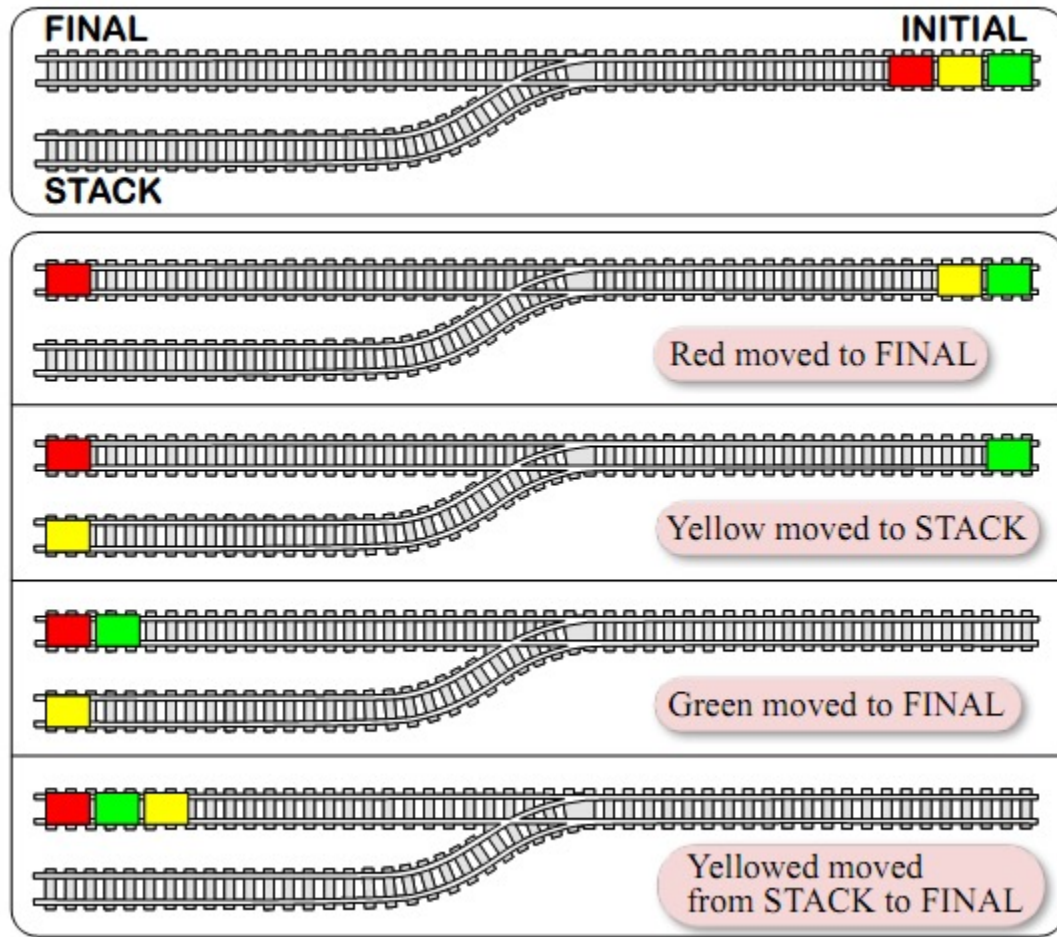 FINAL INITIAL
STACK
Red moved to FINAL
Yellow moved to STACK
Green moved to FINAL
Yellowed moved
from STACK to FINAL